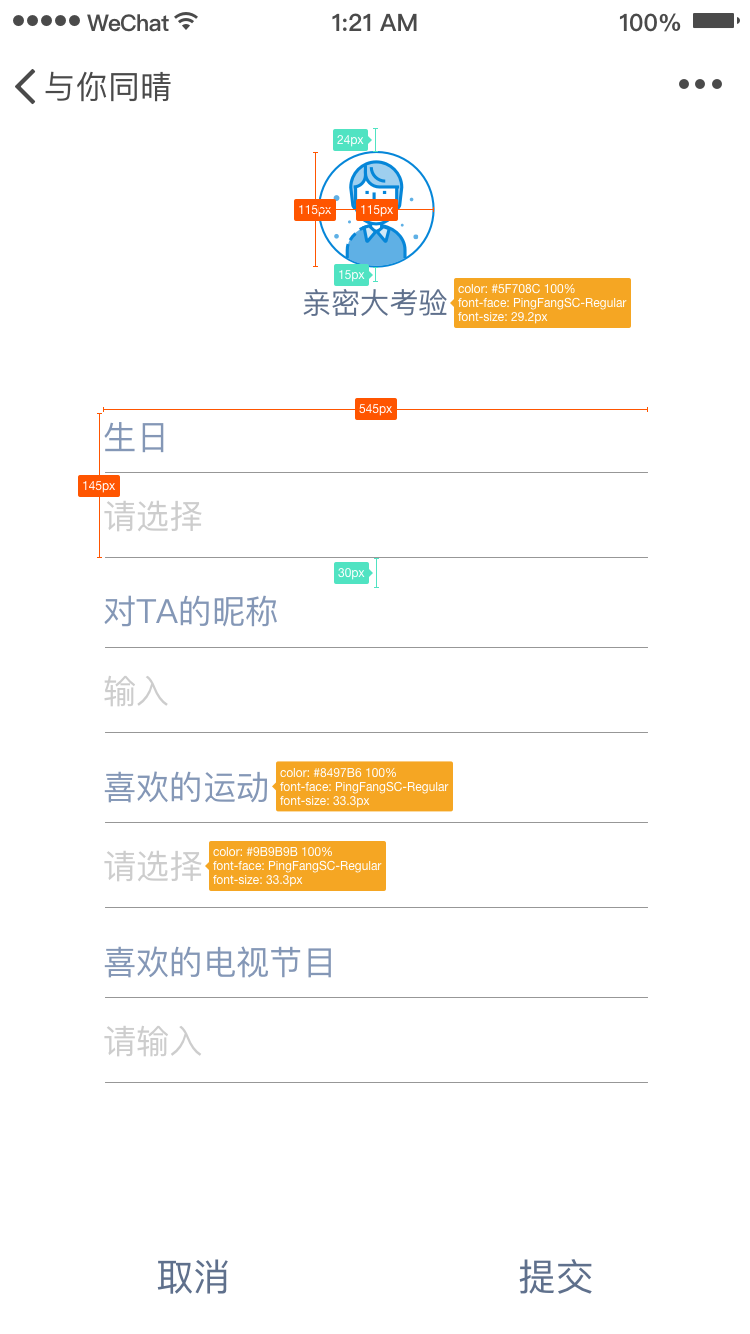 WeChat 1:21 AM 100%
与你同晴
24px
115px 115px
15px
亲密大考验
color: #5F708C 100%
font-face: PingFangSC-Regular
font-size: 29.2px
545px
生日
145px
请选择
30px
对TA的昵称
输入
喜欢的运动
color: #8497B6 100%
font-face: PingFangSC-Regular
font-size: 33.3px
请选择
color: #9B9B9B 100%
font-face: PingFangSC-Regular
font-size: 33.3px
喜欢的电视节目
请输入
取消 提交